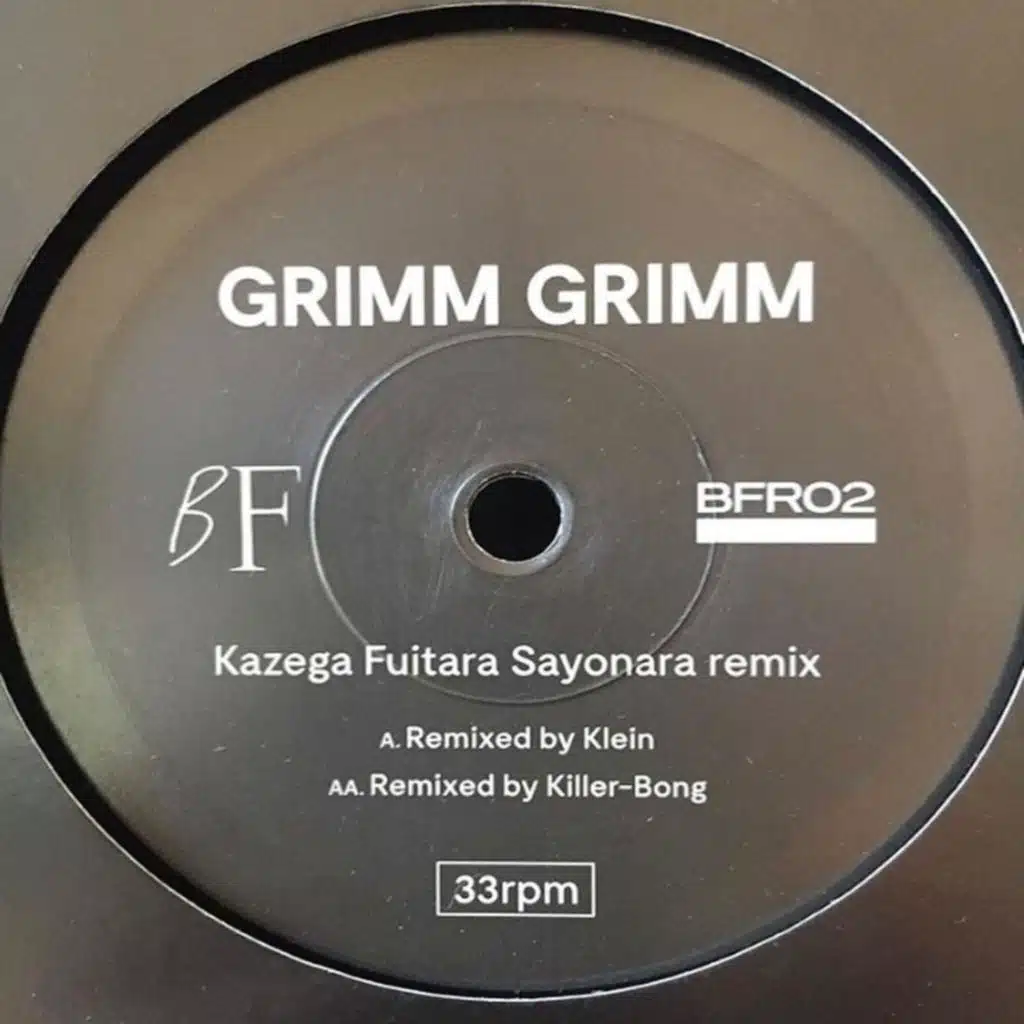 GRIMM GRIMM
BF
BFR02
Kazega Fuitara Sayonara remix
A. Remixed by Klein
AA. Remixed by Killer-Bong
33rpm